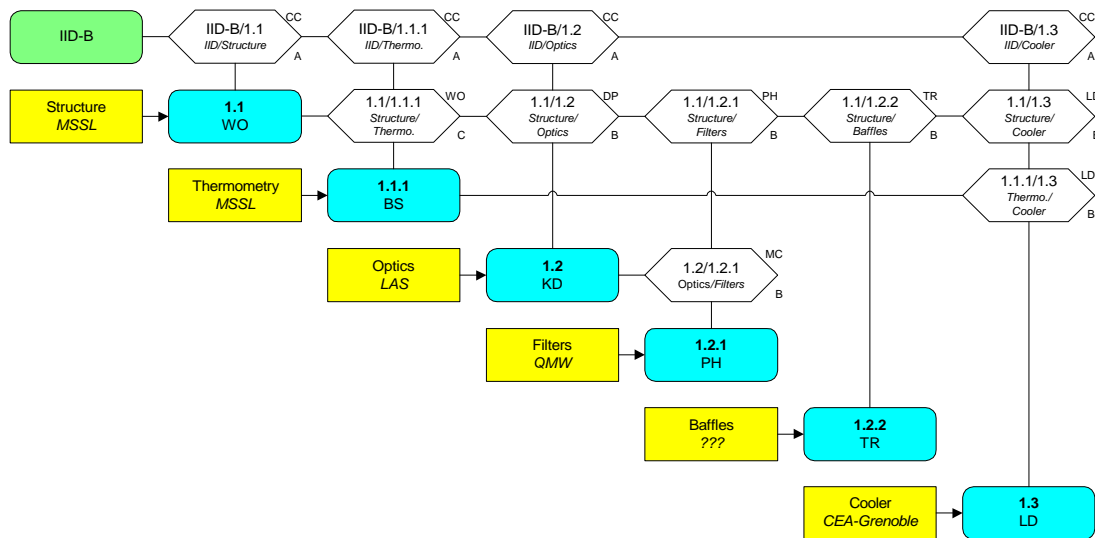 CC
CC
CC
CC
IID-B
IID-B/1.1
IID/Structure
IID-B/1.1.1
IID/Thermo.
IID-B/1.2
IID/Optics
IID-B/1.3
IID/Cooler
A
A
A
A
Structure
MSSL
1.1
WO
1.1/1.1.1
Structure/
Thermo.
WO
C
1.1/1.2
Structure/
Optics
DP
B
1.1/1.2.1
Structure/
Filters
PH
B
1.1/1.2.2
Structure/
Baffles
TR
B
1.1/1.3
Structure/
Cooler
LD
Thermometry
MSSL
1.1.1
BS
1.1.1/1.3
Thermo./
Cooler
LD
B
Optics
LAS
1.2
KD
1.2/1.2.1
Optics/Filters
MC
B
Filters
QMW
1.2.1
PH
Baffles
???
1.2.2
TR
Cooler
CEA-Grenoble
1.3
LD